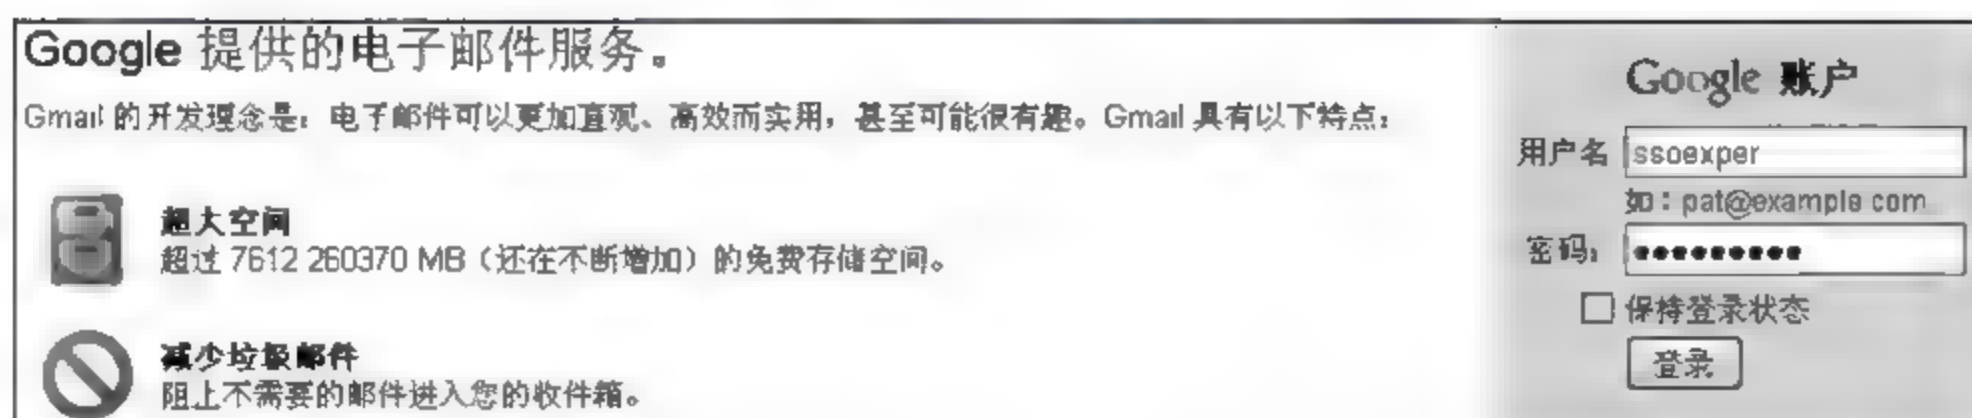 Google 提供的电子邮件服务。
Gmail 的开发理念是：电子邮件可以更加直观、高效而实用，甚至可能很有趣。Gmail 具有以下特点：
超大空间
超过 7612 260370 MB（还在不断增加）的免费存储空间。
减少垃圾邮件
阻止不需要的邮件进入您的收件箱。
Google 账户
用户名 ssoexper
如：pat@example com
密码： •••••••••
保持登录状态
登录